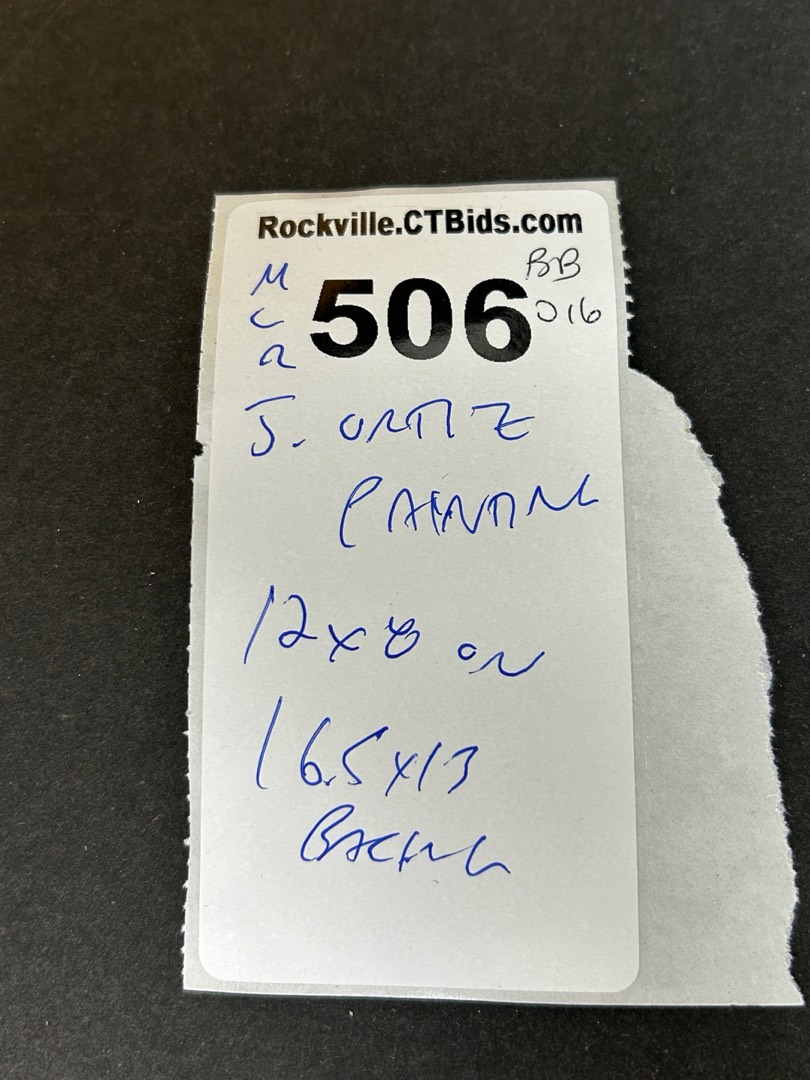 Rockville.CTBids.com
M
C
R
506
BB
016
J. ORTIZ
PAINTING
12x8 ON
16.5x13
BACKING